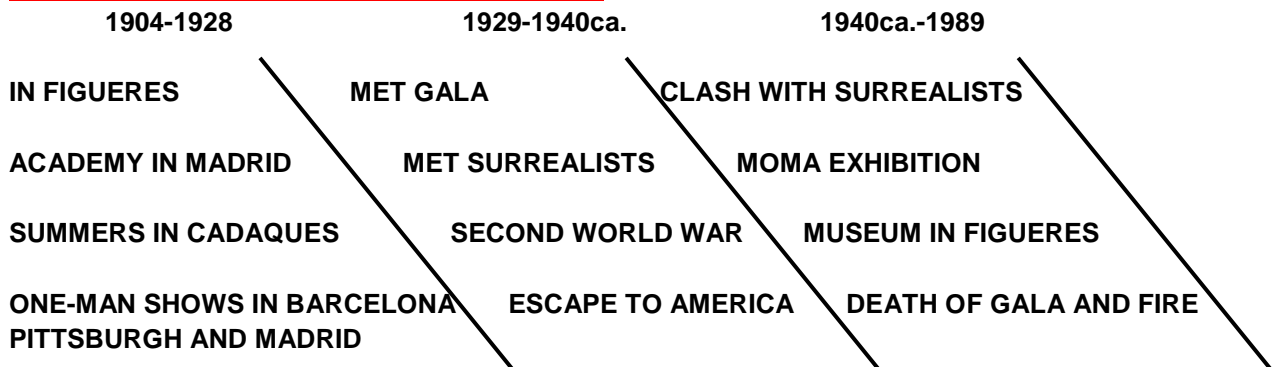 1904-1928 1929-1940ca. 1940ca.-1989
IN FIGUERES MET GALA CLASH WITH SURREALISTS
ACADEMY IN MADRID MET SURREALISTS MOMA EXHIBITION
SUMMERS IN CADAQUES SECOND WORLD WAR MUSEUM IN FIGUERES
ONE-MAN SHOWS IN BARCELONA ESCAPE TO AMERICA DEATH OF GALA AND FIRE
PITTSBURGH AND MADRID